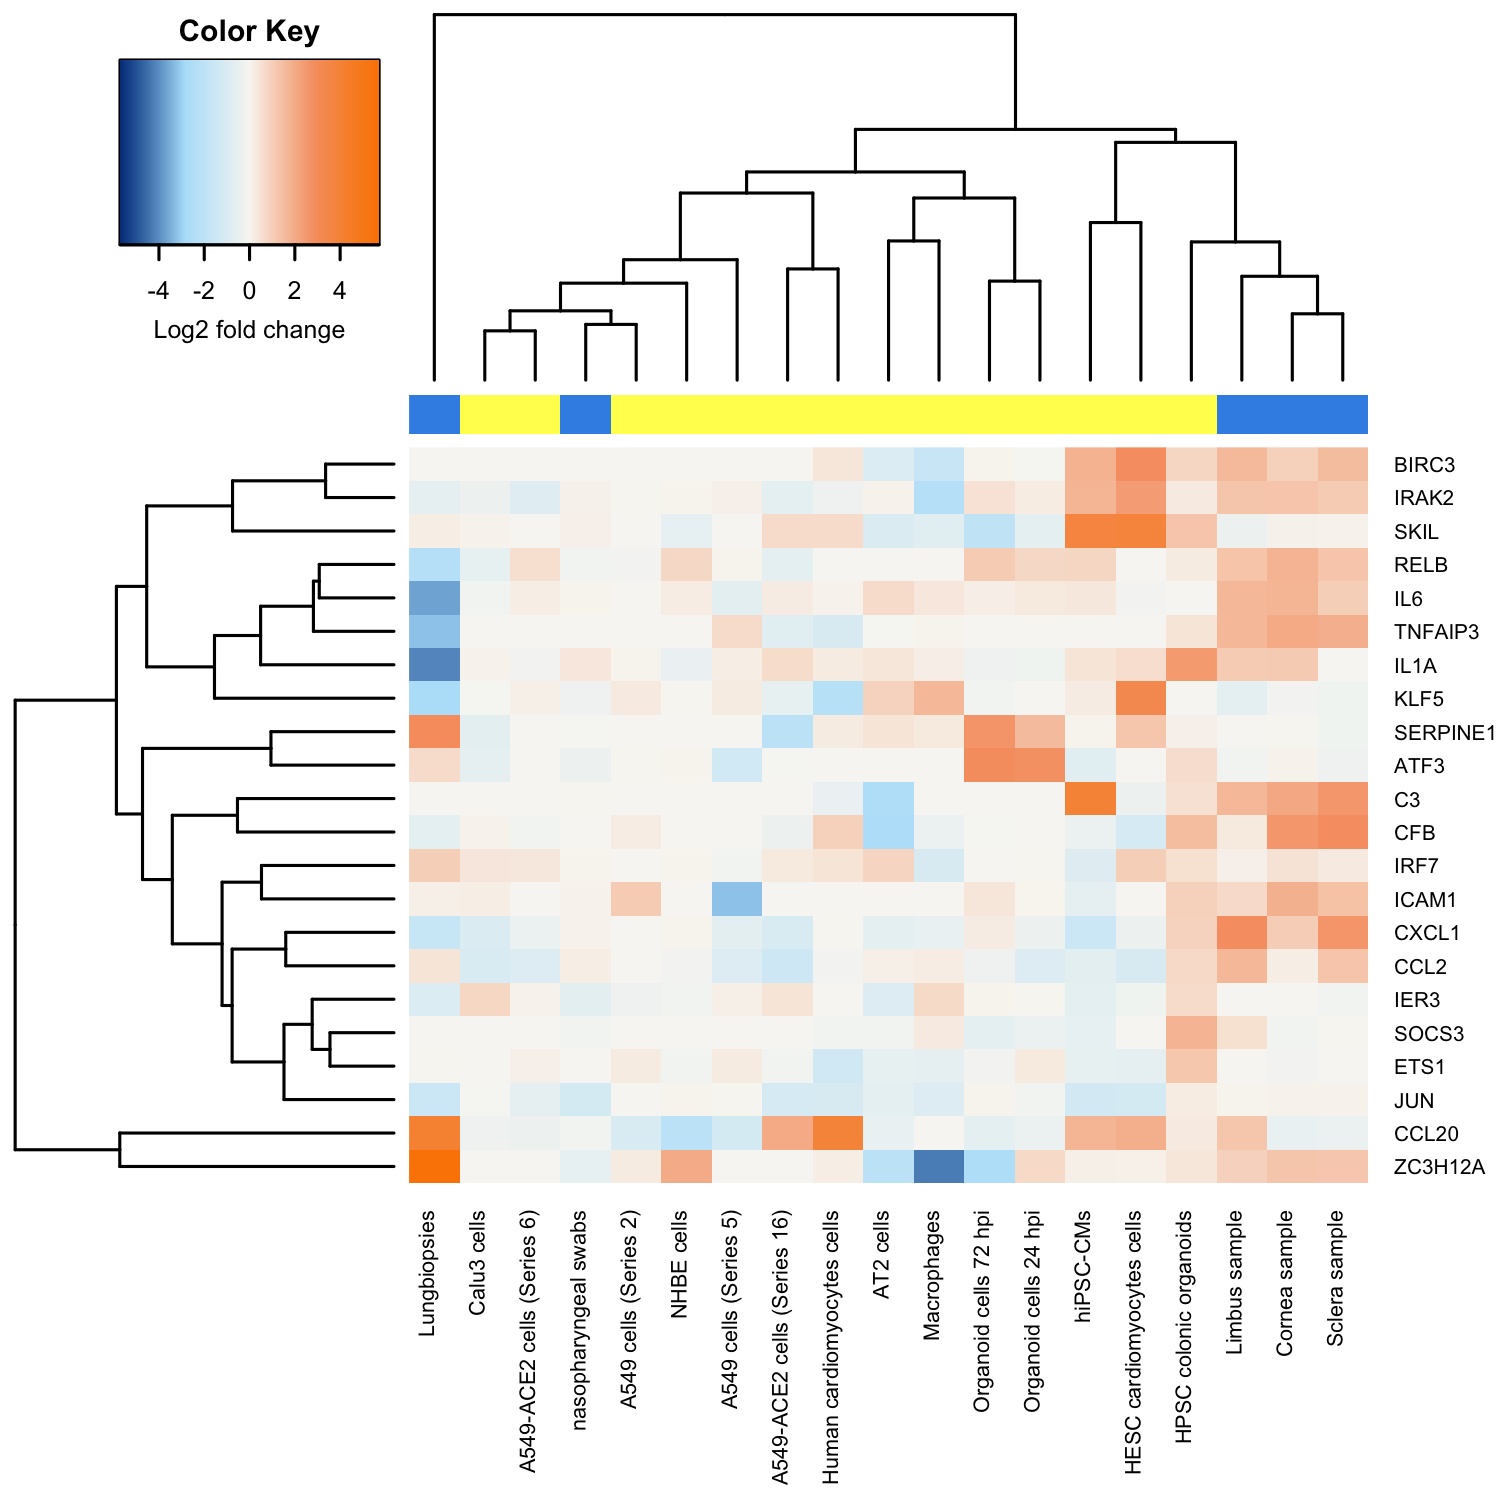 Color Key
-4 -2 0 2 4
Log2 fold change
BIRC3
IRAK2
SKIL
RELB
IL6
TNFAIP3
IL1A
KLF5
SERPINE1
ATF3
C3
CFB
IRF7
ICAM1
CXCL1
CCL2
IER3
SOCS3
ETS1
JUN
CCL20
ZC3H12A
Lungbiopsies
Calu3 cells
A549-ACE2 cells (Series 6)
nasopharyngeal swabs
A549 cells (Series 2)
NHBE cells
A549 cells (Series 5)
A549-ACE2 cells (Series 16)
Human cardiomyocytes cells
AT2 cells
Macrophages
Organoid cells 72 hpi
Organoid cells 24 hpi
hiPSC-CMs
HESC cardiomyocytes cells
HPSC colonic organoids
Limbus sample
Cornea sample
Sclera sample